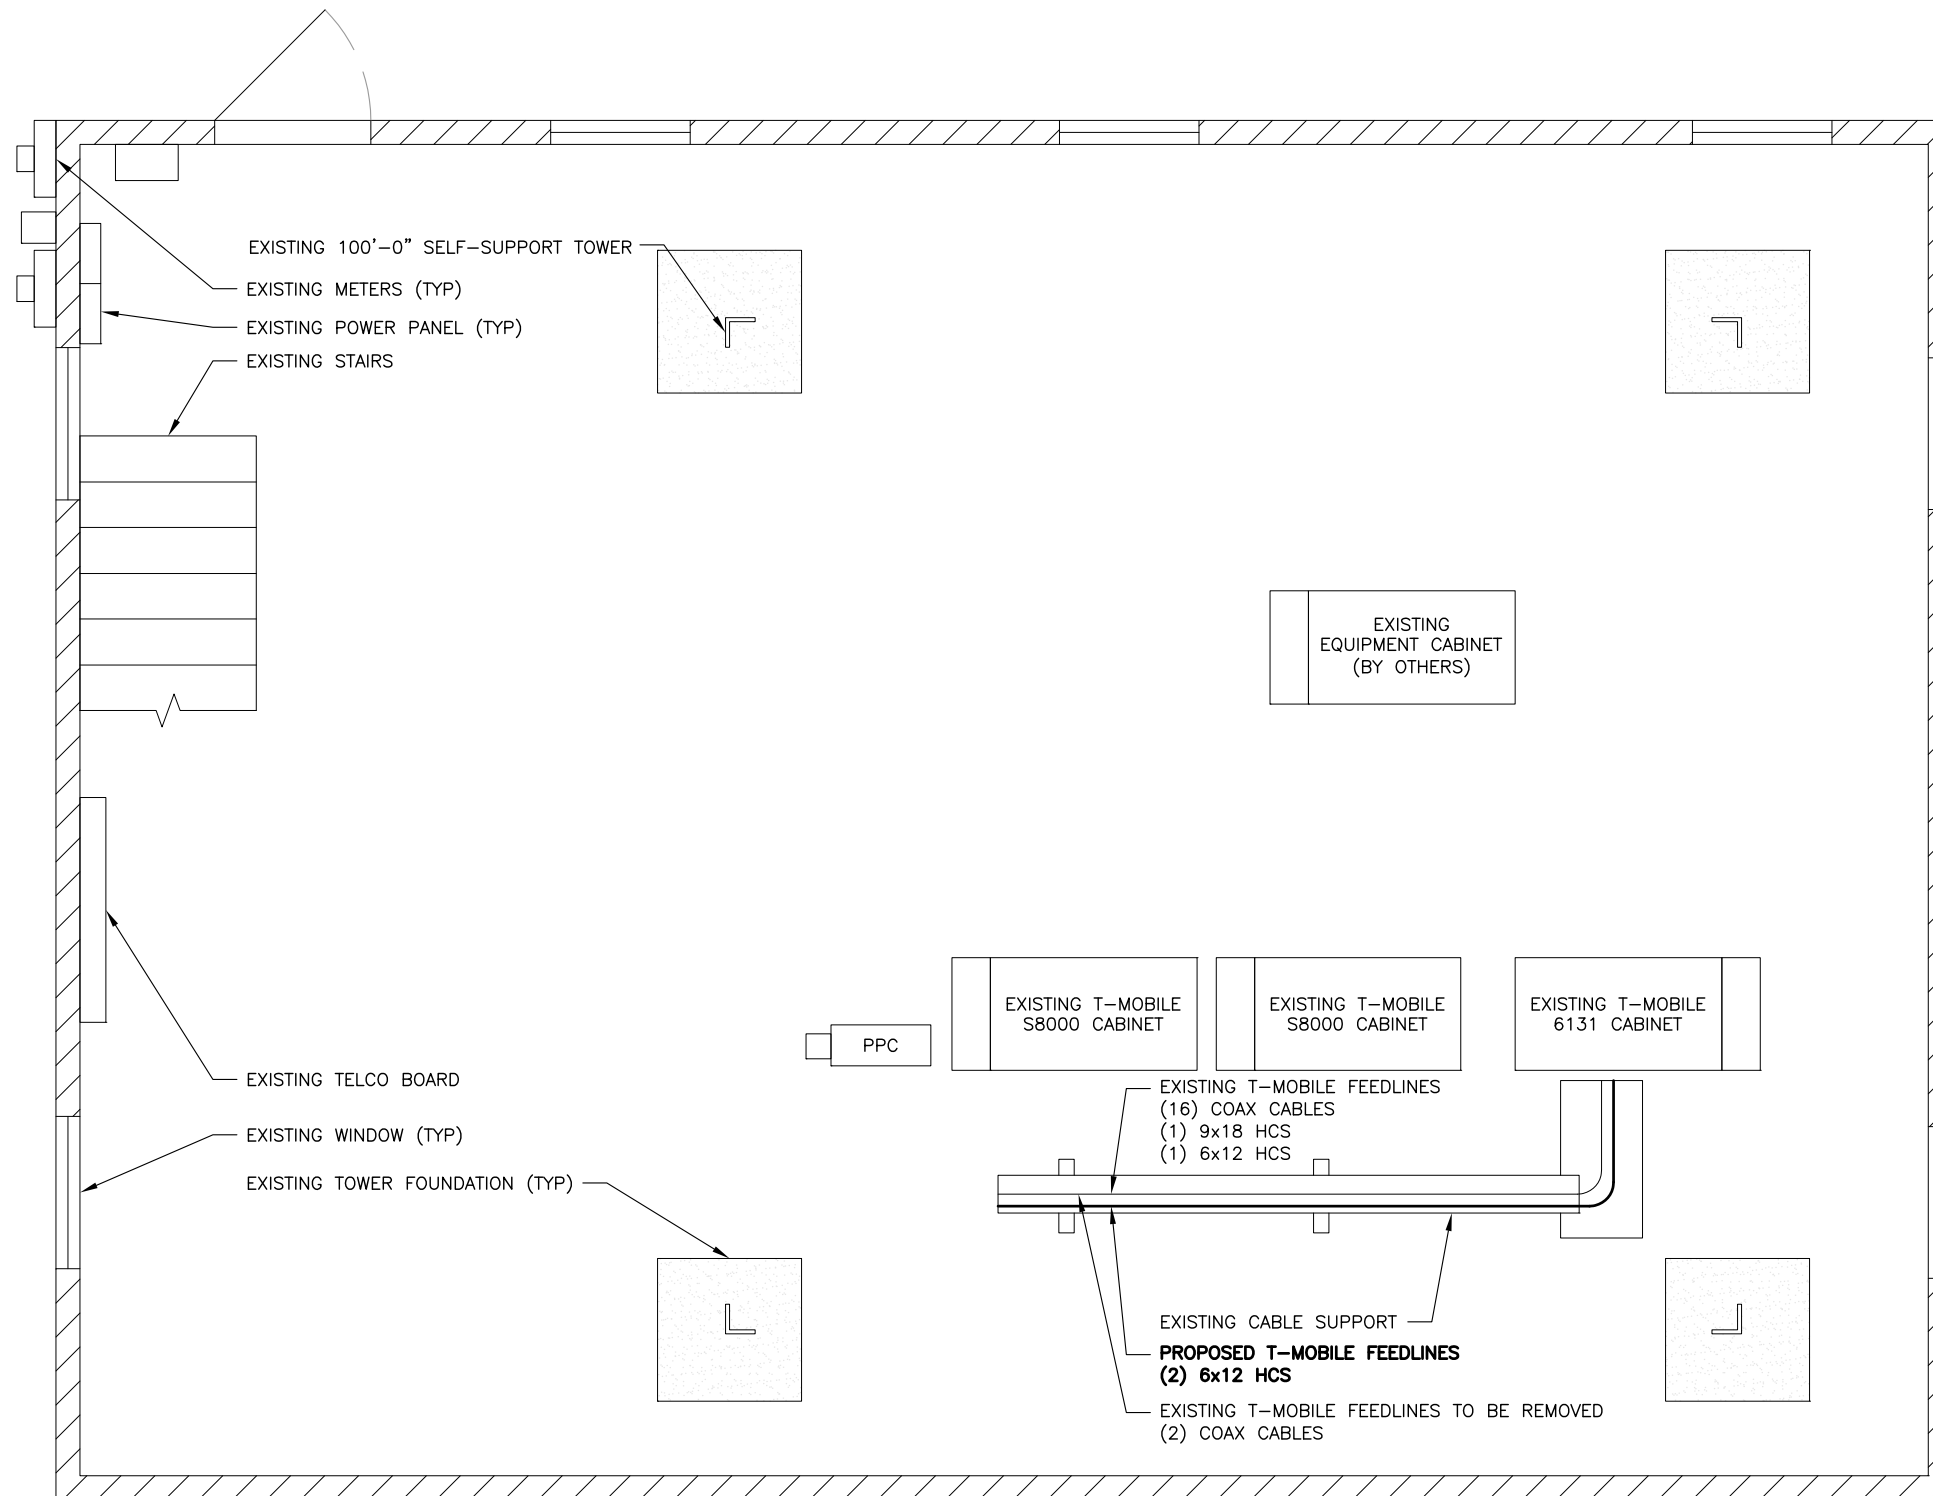 EXISTING 100'-0" SELF-SUPPORT TOWER
EXISTING METERS (TYP)
EXISTING POWER PANEL (TYP)
EXISTING STAIRS
EXISTING
EQUIPMENT CABINET
(BY OTHERS)
EXISTING T-MOBILE
S8000 CABINET
EXISTING T-MOBILE
S8000 CABINET
EXISTING T-MOBILE
6131 CABINET
PPC
EXISTING TELCO BOARD
EXISTING WINDOW (TYP)
EXISTING TOWER FOUNDATION (TYP)
EXISTING T-MOBILE FEEDLINES
(16) COAX CABLES
(1) 9x18 HCS
(1) 6x12 HCS
EXISTING CABLE SUPPORT
PROPOSED T-MOBILE FEEDLINES
(2) 6x12 HCS
EXISTING T-MOBILE FEEDLINES TO BE REMOVED
(2) COAX CABLES